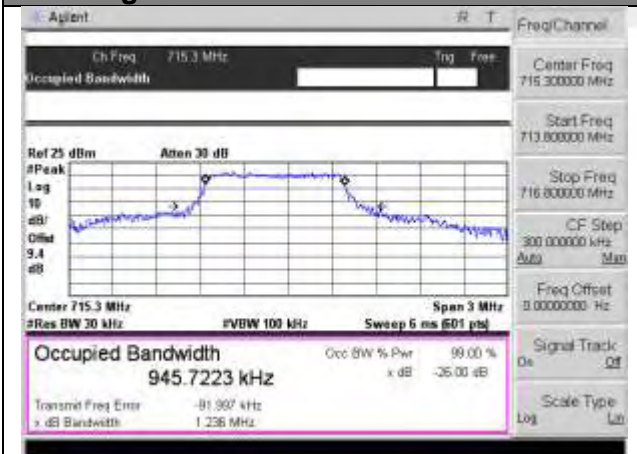 Agilent
R T
Ch Freq 715.3 MHz Trig Free
Occupied Bandwidth
Ref 25 dBm Atten 30 dB
#Peak
Log
10
dB/
Offst
9.4
dB
Center 715.3 MHz Span 3 MHz
#Res BW 30 kHz #VBW 100 kHz Sweep 6 ms (601 pts)
Occupied Bandwidth
945.7223 kHz
Occ BW % Pwr 99.00 %
x dB -26.00 dB
Transmit Freq Error -91.997 kHz
x dB Bandwidth 1.236 MHz
Freq/Channel
Center Freq
715.300000 MHz
Start Freq
713.800000 MHz
Stop Freq
716.800000 MHz
CF Step
300.000000 kHz
Auto Man
Freq Offset
0.00000000 Hz
Signal Track
On Off
Scale Type
Log Lin